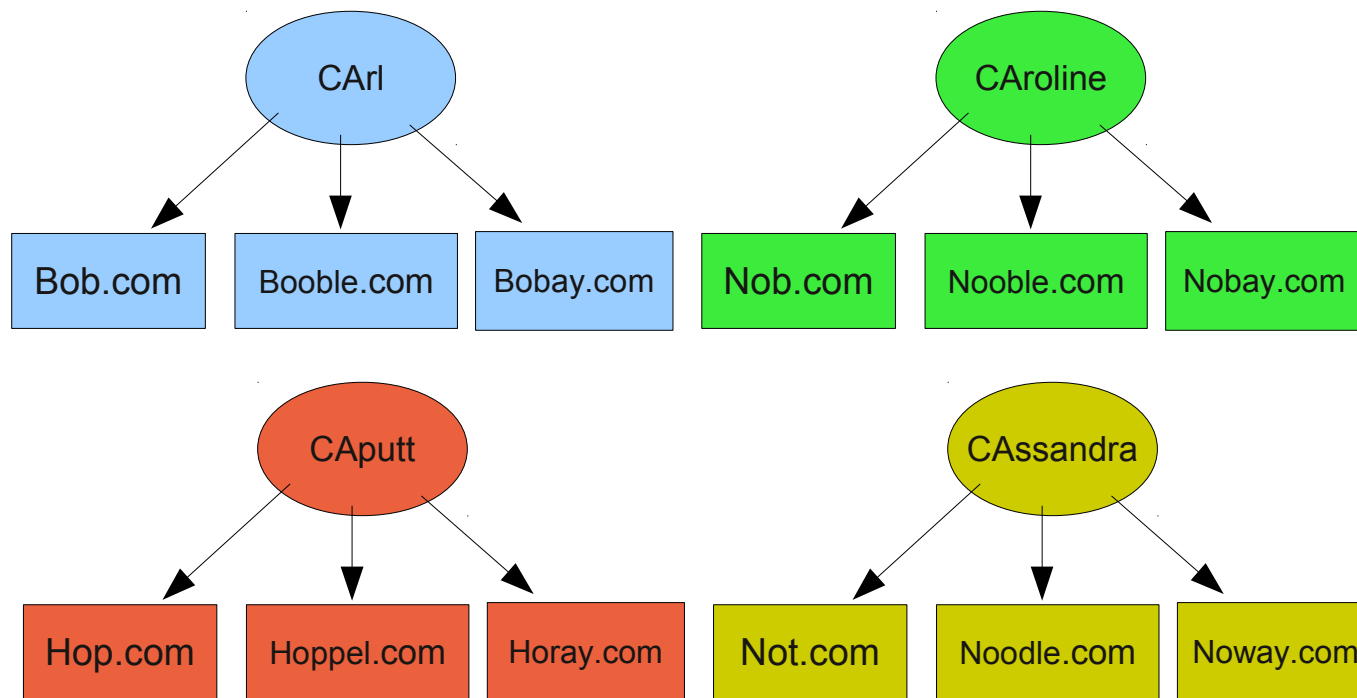 CArl
CAroline
Bob.com
Booble.com
Bobay.com
Nob.com
Nooble.com
Nobay.com
CAputt
CAssandra
Hop.com
Hoppel.com
Horay.com
Not.com
Noodle.com
Noway.com